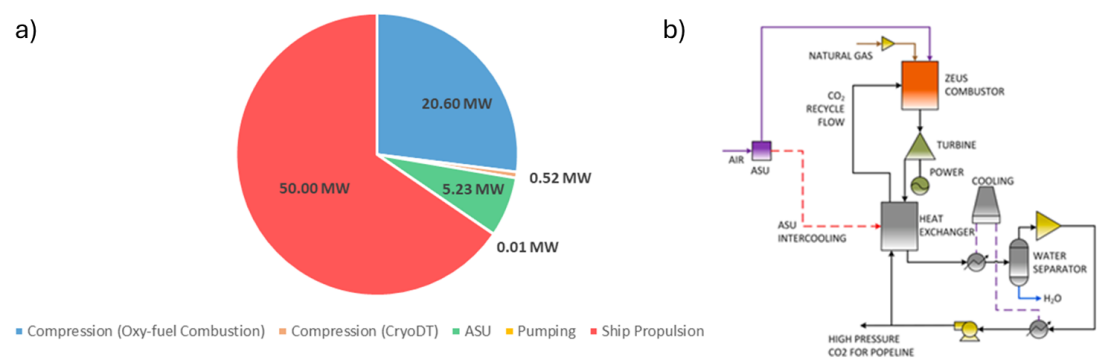 a)
20.60 MW
0.52 MW
5.23 MW
50.00 MW
0.01 MW
Compression (Oxy-fuel Combustion)
Compression (CryoDT)
ASU
Pumping
Ship Propulsion
b)
NATURAL GAS
ZEUS
COMBUSTOR
CO2
RECYCLE
FLOW
TURBINE
AIR
ASU
POWER
COOLING
ASU
INTERCOOLING
HEAT
EXCHANGER
WATER
SEPARATOR
H2O
HIGH PRESSURE
CO2 FOR POPELINE